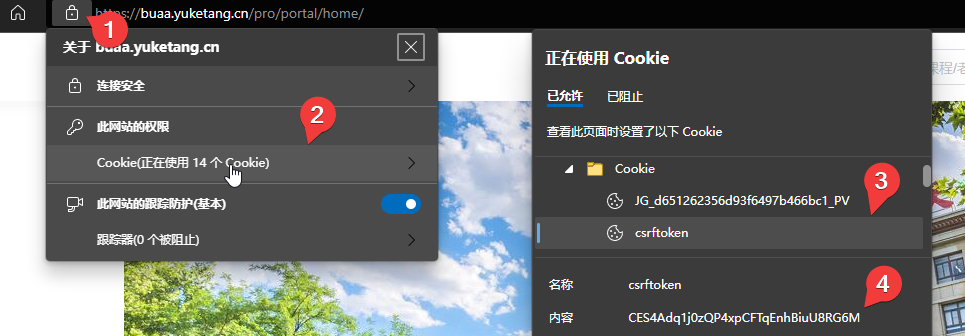 https://buaa.yuketang.cn/pro/portal/home/
1
关于 buaa.yuketang.cn
连接安全
2
此网站的权限
Cookie(正在使用 14 个 Cookie)
此网站的跟踪防护(基本)
跟踪器(0 个被阻止)
正在使用 Cookie
已允许 已阻止
查看此页面时设置了以下 Cookie
Cookie
3
JG_d651262356d93f6497b466bc1_PV
csrftoken
4
名称 csrftoken
内容 CES4Adq1j0zQP4xpCFTqEnhBiuU8RG6M
课程/老